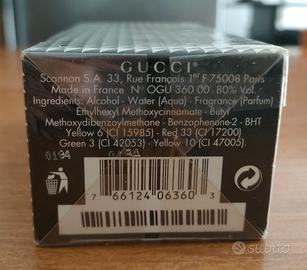 GUCCI
Scannon S.A. 33, Rue François 1er F-75008 Paris
Made in France N° OGU 360 00 80% Vol.
Ingredients: Alcohol - Water (Aqua) - Fragrance (Parfum)
Ethylhexyl Methoxycinnamate - Butyl
Methoxydibenzoylmethane - Benzophenone-2 - BHT
Yellow 6 (CI 15985) - Red 33 (CI 17200)
Green 3 (CI 42053) - Yellow 10 (CI 47005).
0194
7 66124 06360 3
subito